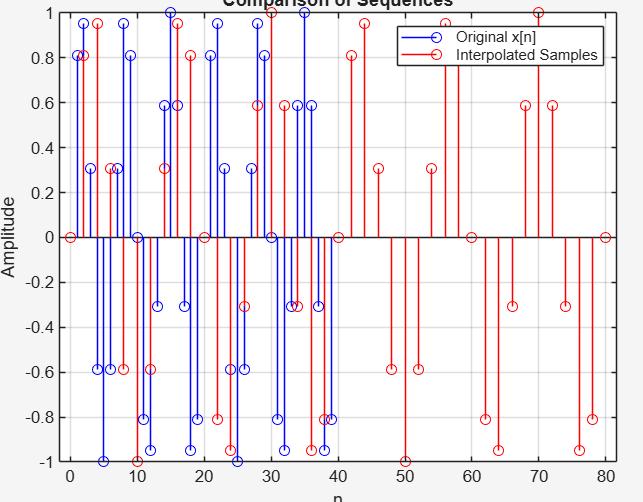 Comparison of Sequences
Original x[n]
Interpolated Samples
1
0.8
0.6
0.4
0.2
0
-0.2
-0.4
-0.6
-0.8
-1
Amplitude
0 10 20 30 40 50 60 70 80
n